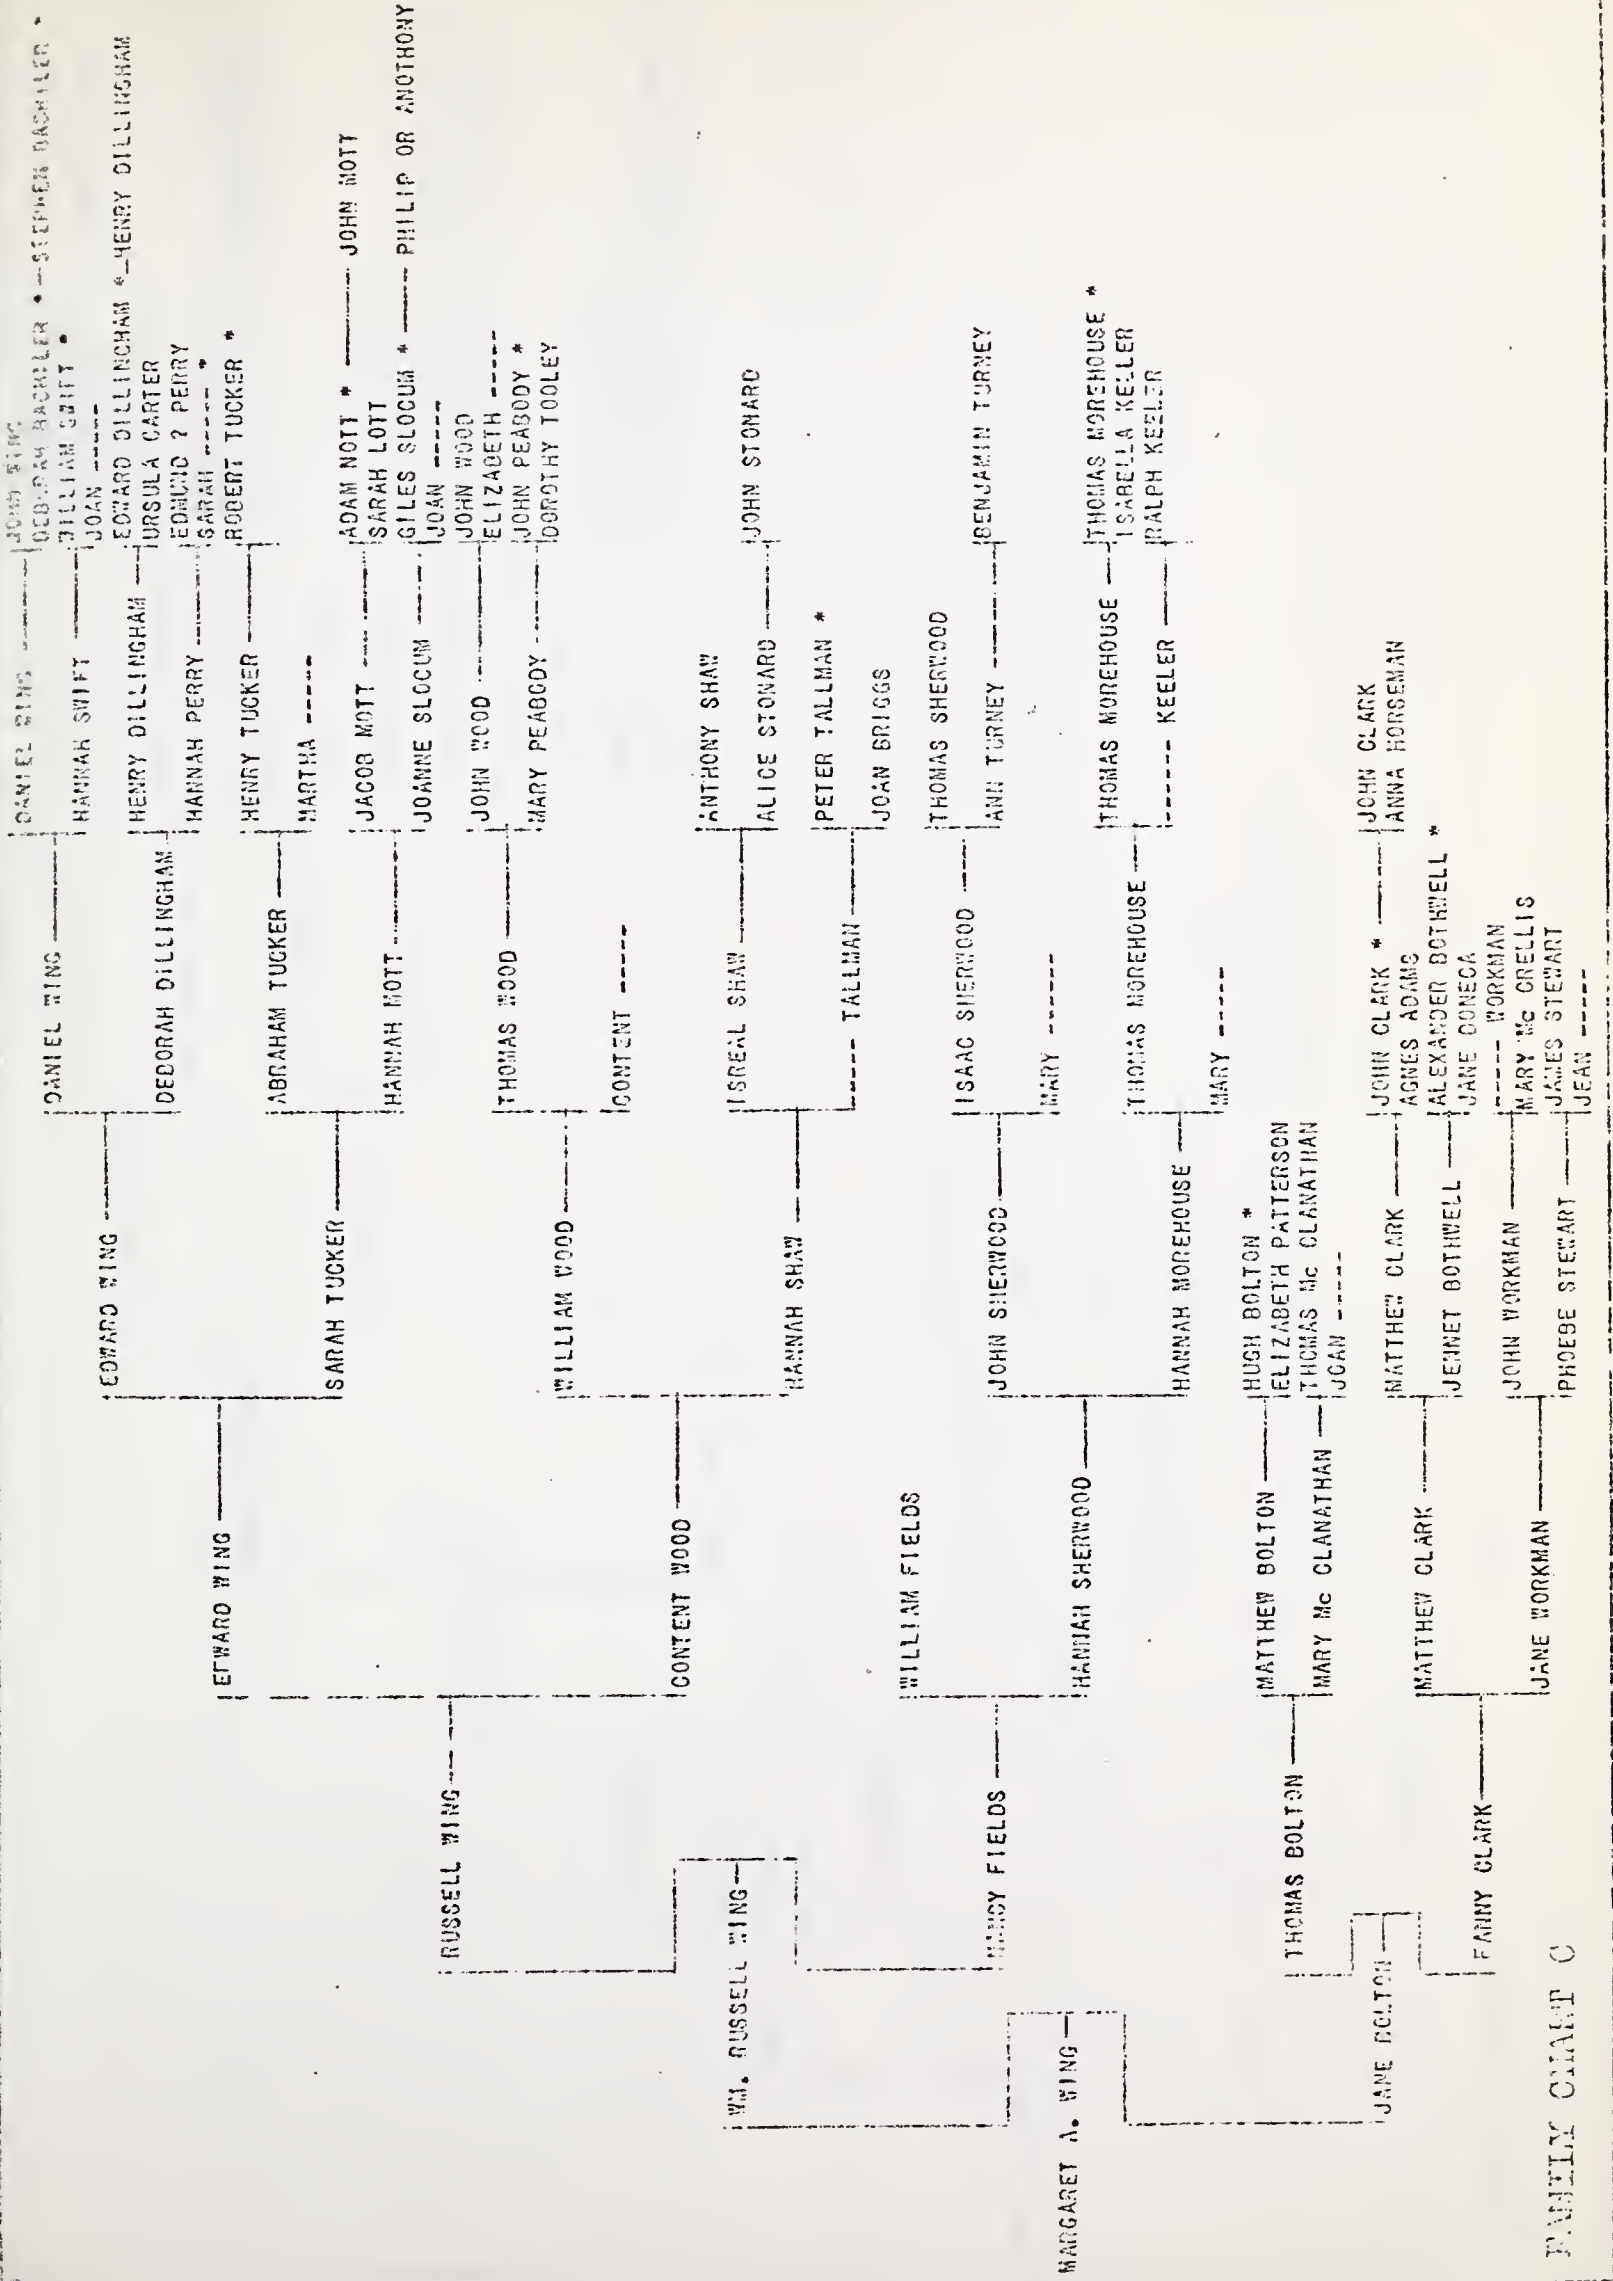 JOHN WING
DANIEL WING
DEBORAH BACHILER * — STEPHEN BACHILER *
DANIEL WING
WILLIAM SWIFT *
HANNAH SWIFT
JOAN -----
EDWARD WING
EDWARD DILLINGHAM * — HENRY DILLINGHAM
HENRY DILLINGHAM
URSULA CARTER
DEDORAH DILLINGHAM
EDMUND ? PERRY
HANNAH PERRY
SARAH ----- *
EDWARD WING
ROBERT TUCKER *
HENRY TUCKER
ABRAHAM TUCKER
MARTHA -----
SARAH TUCKER
ADAM MOTT * —— JOHN MOTT
JACOB MOTT
SARAH LOTT
HANNAH MOTT
GILES SLOCUM * —— PHILIP OR ANOTHONY
JOANNE SLOCUM
JOAN -----
RUSSELL WING
JOHN WOOD
JOHN WOOD
ELIZABETH -----
THOMAS WOOD
JOHN PEABODY *
MARY PEABODY
DOROTHY TOOLEY
WILLIAM WOOD
CONTENT -----
CONTENT WOOD
ANTHONY SHAW
ISREAL SHAW
JOHN STONARD
ALICE STONARD
HANNAH SHAW
PETER TALLMAN *
----- TALLMAN
JOAN BRIGGS
WM. RUSSELL WING
WILLIAM FIELDS
THOMAS SHERWOOD
ISAAC SHERWOOD
BENJAMIN TURNEY
ANN TURNEY
JOHN SHERWOOD
MARY -----
NANCY FIELDS
HANNAH SHERWOOD
THOMAS MOREHOUSE *
THOMAS MOREHOUSE
ISABELLA KELLER
THOMAS MOREHOUSE
RALPH KEELER
----- KEELER
HANNAH MOREHOUSE
MARY -----
MARGARET A. WING
HUGH BOLTON *
MATTHEW BOLTON
ELIZABETH PATTERSON
THOMAS BOLTON
THOMAS Mc CLANATHAN
MARY Mc CLANATHAN
JOAN -----
JANE BOLTON
JOHN CLARK
JOHN CLARK *
ANNA HORSEMAN
MATTHEW CLARK
AGNES ADAMS
MATTHEW CLARK
ALEXANDER BOTHWELL *
JENNET BOTHWELL
JANE DONECA
FANNY CLARK
----- WORKMAN
JOHN WORKMAN
MARY Mc CRELLIS
JANE WORKMAN
JAMES STEWART
PHOEBE STEWART
JEAN -----
FAMILY CHART C